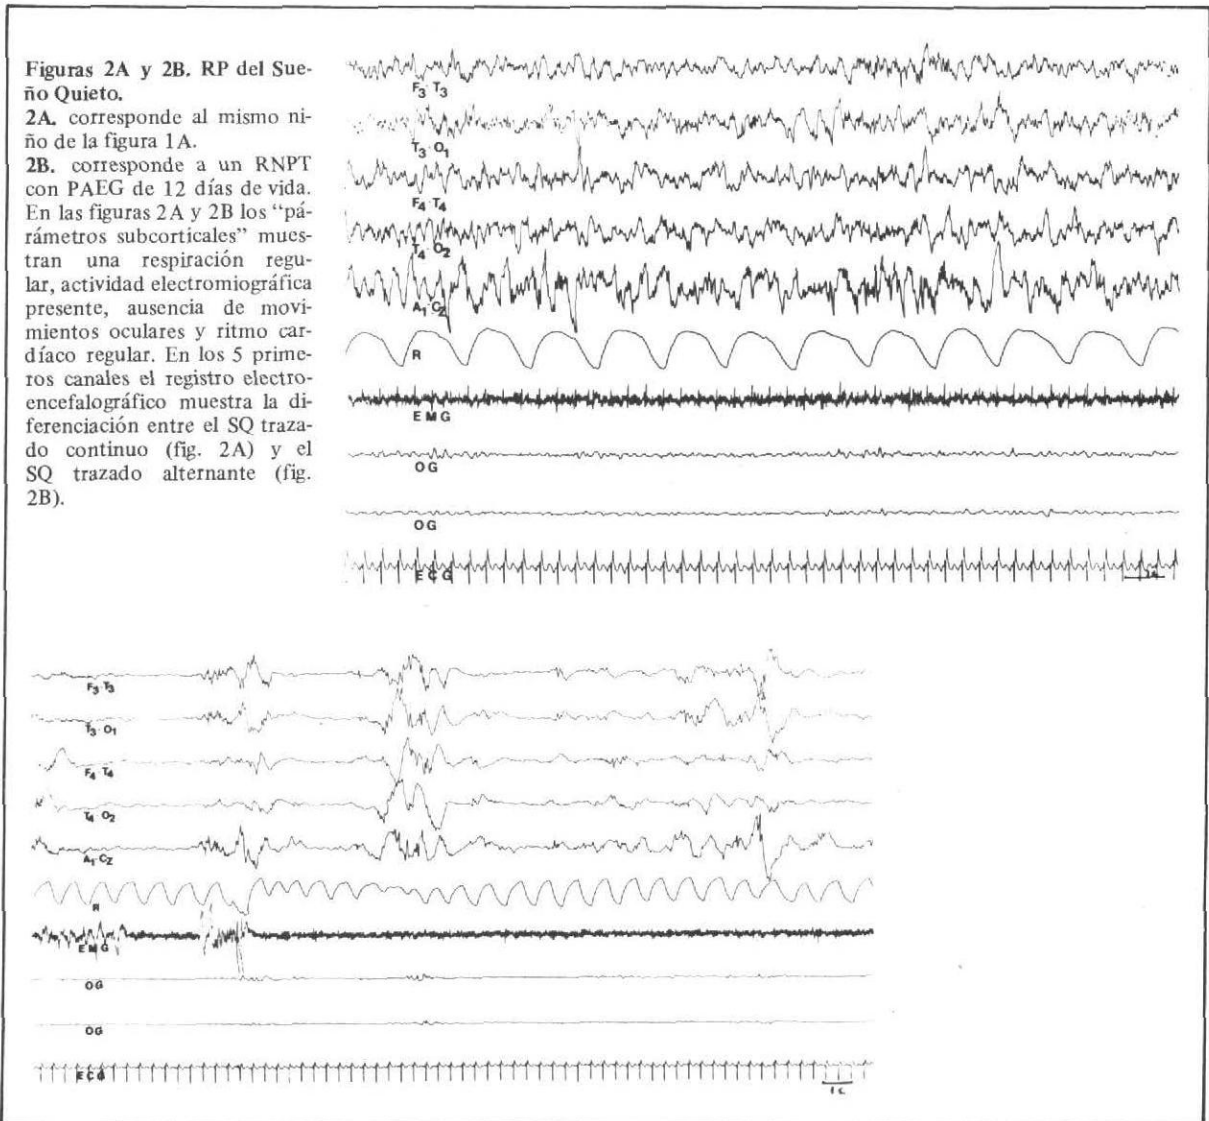 Figuras 2A y 2B. RP del Sue-
ño Quieto.
2A. corresponde al mismo ni-
ño de la figura 1A.
2B. corresponde a un RNPT
con PAEG de 12 días de vida.
En las figuras 2A y 2B los “pá-
rámetros subcorticales” mues-
tran una respiración regu-
lar, actividad electromiográfica
presente, ausencia de movi-
mientos oculares y ritmo car-
díaco regular. En los 5 prime-
ros canales el registro electro-
encefalográfico muestra la di-
ferenciación entre el SQ traza-
do continuo (fig. 2A) y el
SQ trazado alternante (fig.
2B).
F3-T3
T3-O1
F4-T4
T4-O2
A1-C2
R
EMG
OG
OG
ECG
F3-T3
T3-O1
F4-T4
T4-O2
A1-CZ
R
EMG
OG
OG
ECG
1s.